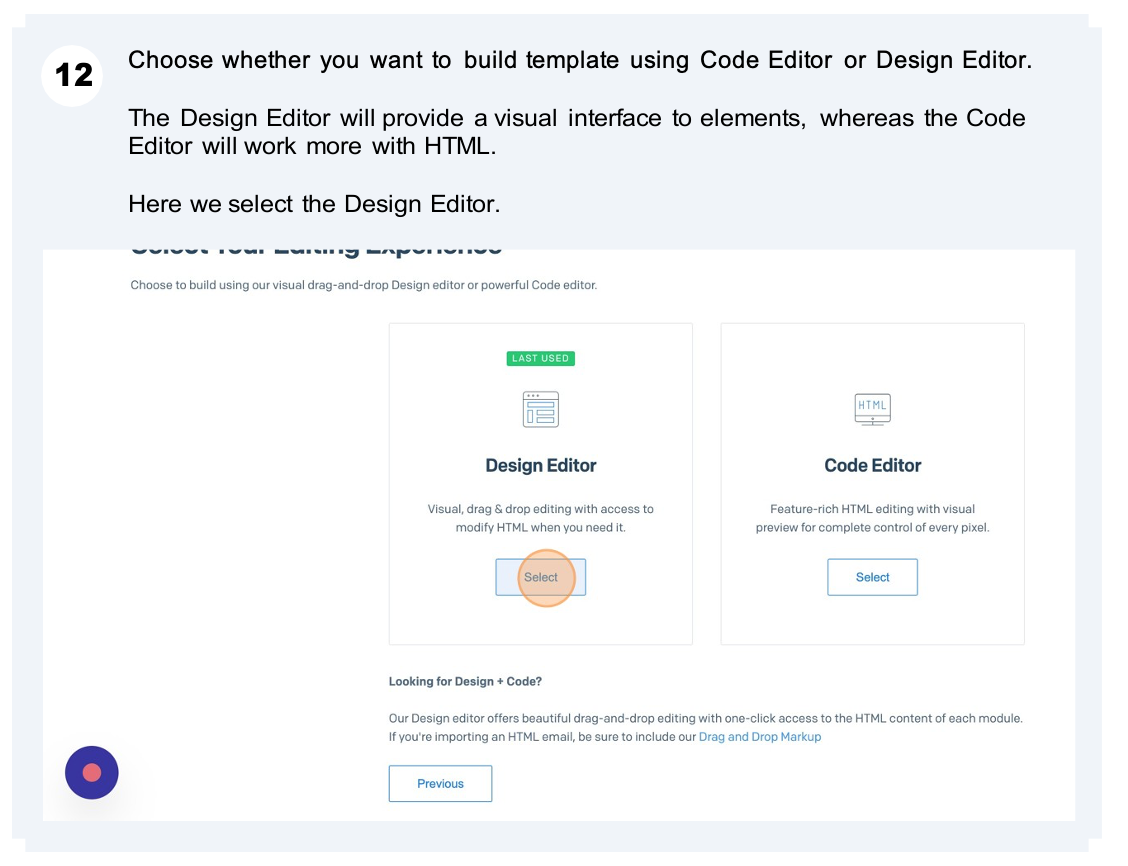 12
Choose whether you want to build template using Code Editor or Design Editor.
The Design Editor will provide a visual interface to elements, whereas the Code
Editor will work more with HTML.
Here we select the Design Editor.
Select Your Editing Experience
Choose to build using our visual drag-and-drop Design editor or powerful Code editor.
LAST USED
Design Editor
Visual, drag & drop editing with access to
modify HTML when you need it.
Select
HTML
Code Editor
Feature-rich HTML editing with visual
preview for complete control of every pixel.
Select
Looking for Design + Code?
Our Design editor offers beautiful drag-and-drop editing with one-click access to the HTML content of each module.
If you're importing an HTML email, be sure to include our Drag and Drop Markup
Previous